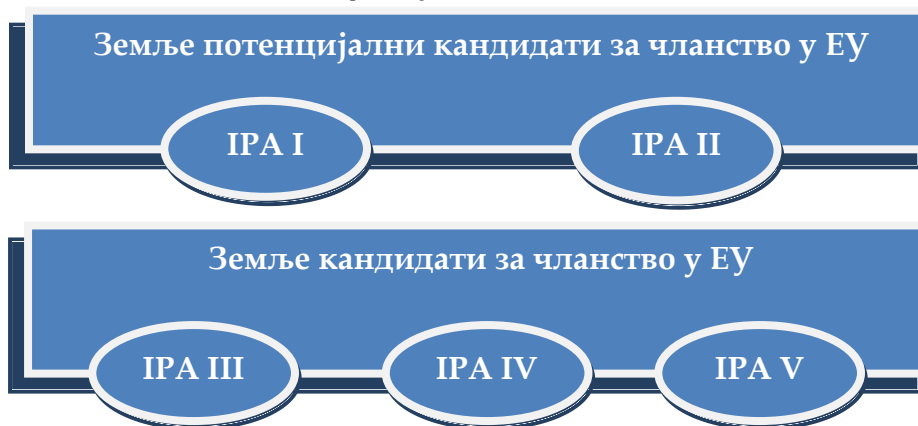 Земље потенцијални кандидати за чланство у ЕУ
IPA I
IPA II
Земље кандидати за чланство у ЕУ
IPA III
IPA IV
IPA V